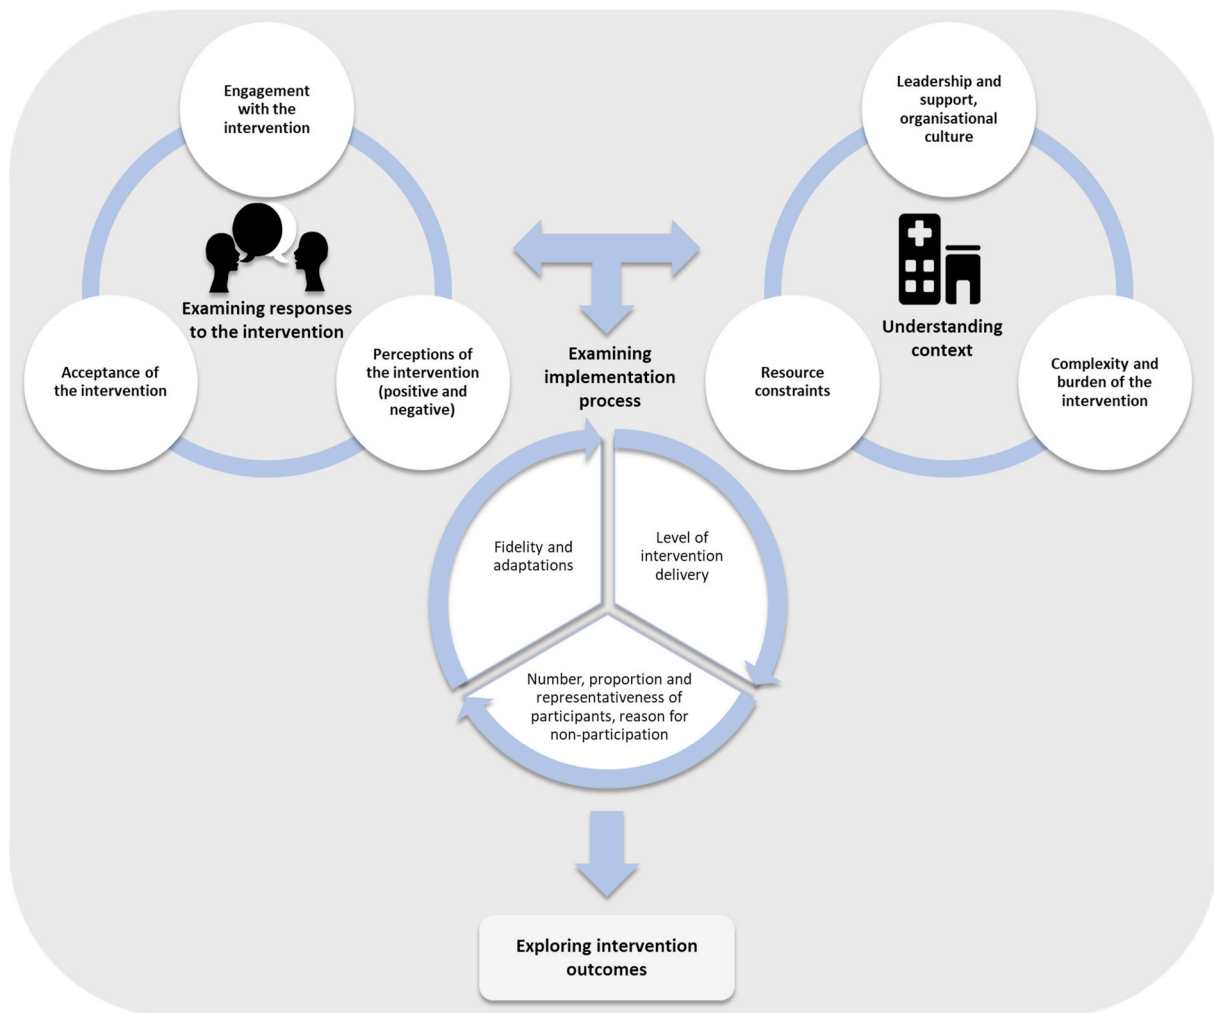 Engagement
with the
intervention
Examining responses
to the intervention
Acceptance of
the intervention
Perceptions of
the intervention
(positive and
negative)
Leadership and
support,
organisational
culture
Understanding
context
Resource
constraints
Complexity and
burden of the
intervention
Examining
implementation
process
Fidelity and
adaptations
Level of
intervention
delivery
Number, proportion and
representativeness of
participants, reason for
non-participation
Exploring intervention
outcomes